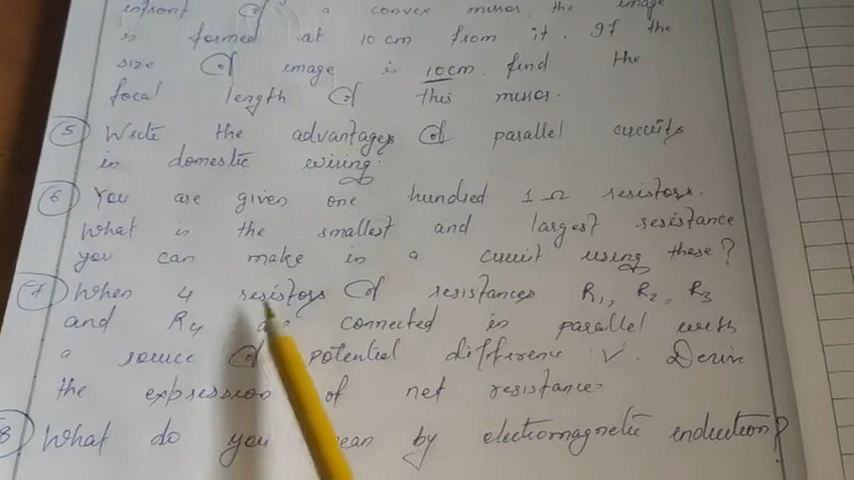 infront of a convex mirror the image
is formed at 10 cm from it. If the
size of image is 10cm. find the
focal length of this mirror.
5 Write the advantages of parallel circuits
in domestic wiring.
6 You are given one hundred 1 Ω resistors.
What is the smallest and largest resistance
you can make in a circuit using these?
7 When 4 resistors of resistances R1, R2, R3
and R4 are connected in parallel with
a source of potential difference V. Derive
the expression of net resistance.
8 What do you mean by electromagnetic induction?